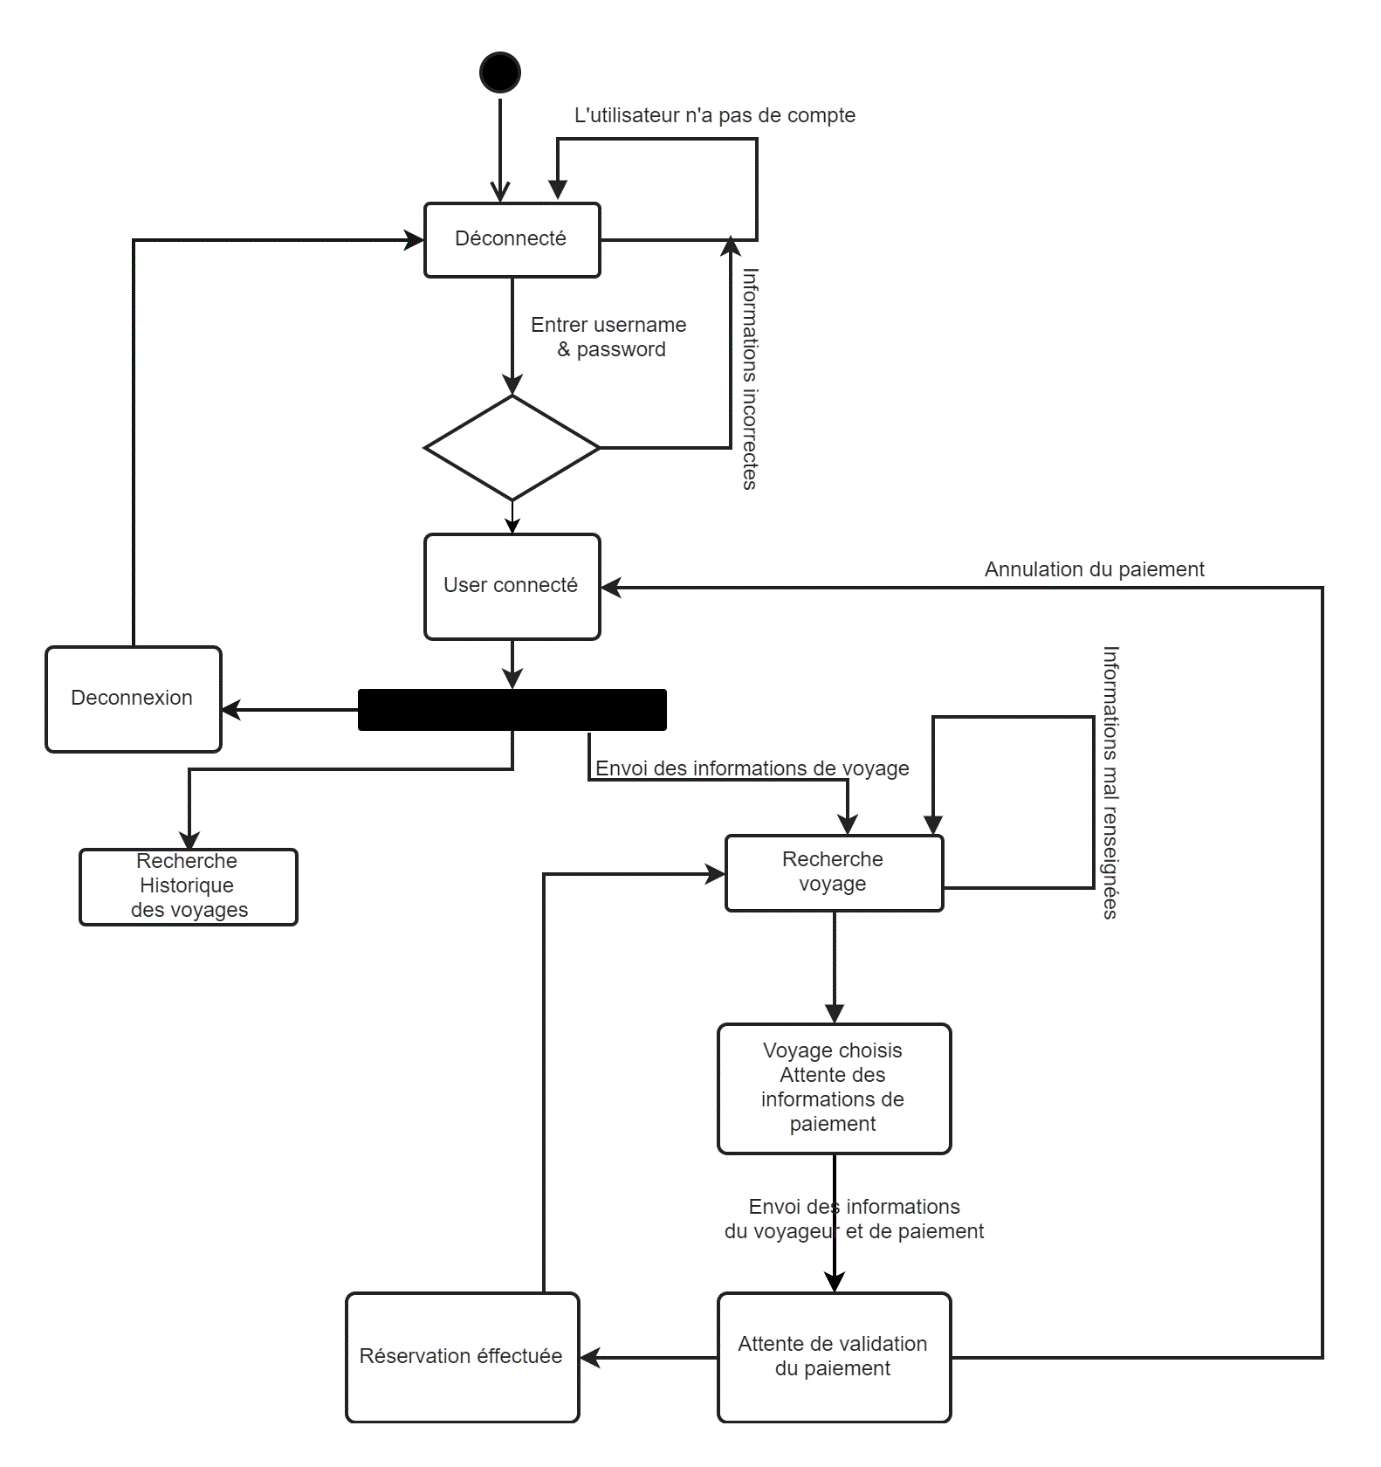 L'utilisateur n'a pas de compte
Déconnecté
Entrer username
& password
Informations incorrectes
User connecté
Annulation du paiement
Deconnexion
Informations mal renseignées
Envoi des informations de voyage
Recherche
Historique
des voyages
Recherche
voyage
Voyage choisis
Attente des
informations de
paiement
Envoi des informations
du voyageur et de paiement
Réservation éffectuée
Attente de validation
du paiement